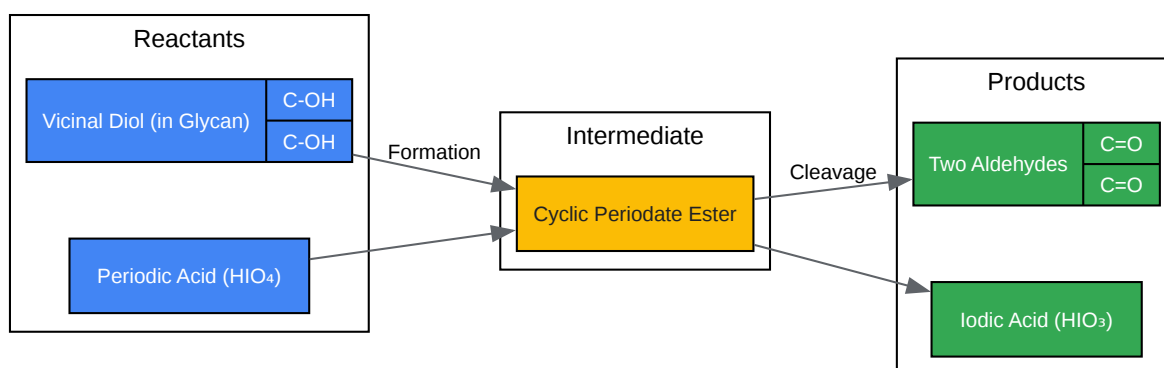 Reactants
Vicinal Diol (in Glycan)
C-OH
C-OH
Periodic Acid (HIO₄)
Formation
Intermediate
Cyclic Periodate Ester
Cleavage
Products
Two Aldehydes
C=O
C=O
Iodic Acid (HIO₃)